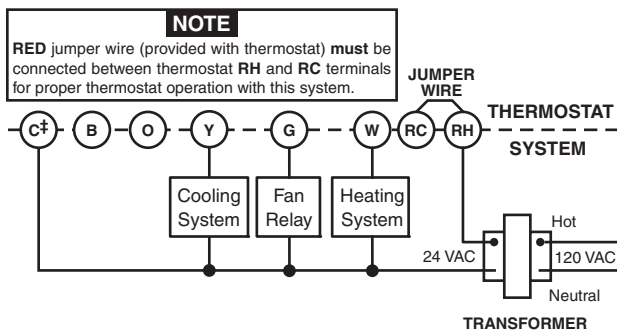 NOTE
RED jumper wire (provided with thermostat) must be
connected between thermostat RH and RC terminals
for proper thermostat operation with this system.
JUMPER
WIRE
THERMOSTAT
C‡ B O Y G W RC RH
SYSTEM
Cooling
System
Fan
Relay
Heating
System
Hot
24 VAC
120 VAC
Neutral
TRANSFORMER